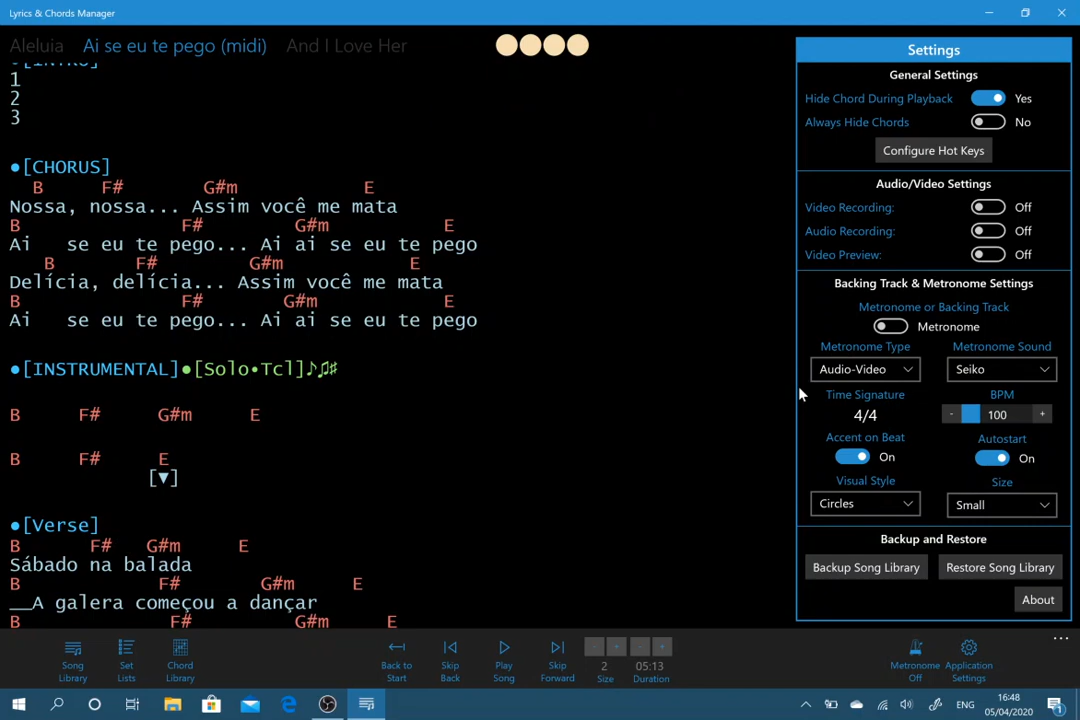 Lyrics & Chords Manager
Aleluia Ai se eu te pego (midi) And I Love Her
●[INTRO]
1
2
3
●[CHORUS]
B F# G#m E
Nossa, nossa... Assim você me mata
B F# G#m E
Ai se eu te pego... Ai ai se eu te pego
B F# G#m E
Delícia, delícia... Assim você me mata
B F# G#m E
Ai se eu te pego... Ai ai se eu te pego
●[INSTRUMENTAL]●[Solo•Tcl]♪♫♯
B F# G#m E
B F# E
[▼]
●[Verse]
B F# G#m E
Sábado na balada
B F# G#m E
__A galera começou a dançar
B F# G#m E
Settings
General Settings
Hide Chord During Playback Yes
Always Hide Chords No
Configure Hot Keys
Audio/Video Settings
Video Recording: Off
Audio Recording: Off
Video Preview: Off
Backing Track & Metronome Settings
Metronome or Backing Track
Metronome
Metronome Type Metronome Sound
Audio-Video Seiko
Time Signature BPM
4/4 - 100 +
Accent on Beat Autostart
On On
Visual Style Size
Circles Small
Backup and Restore
Backup Song Library Restore Song Library
About
Song Library
Set Lists
Chord Library
Back to Start
Skip Back
Play Song
Skip Forward
- + - +
2 05:13
Size Duration
Metronome Off
Application Settings
...
ENG
16:48
05/04/2020
1